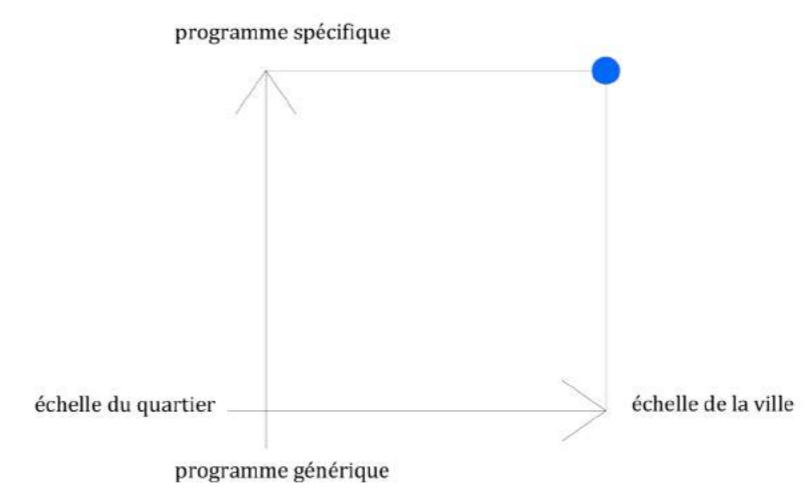 programme spécifique
échelle du quartier
échelle de la ville
programme générique